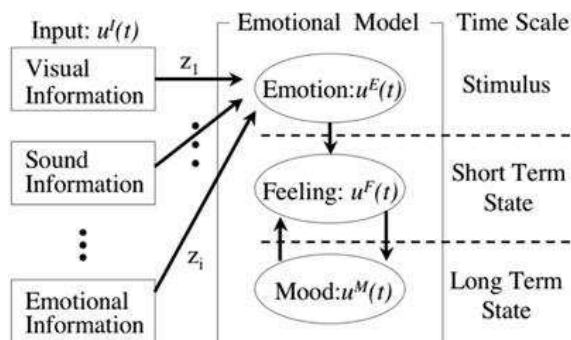 Input: u^I(t)
Emotional Model
Time Scale
Visual
Information
z_1
Emotion:u^E(t)
Stimulus
Sound
Information
Feeling: u^F(t)
Short Term
State
z_i
Emotional
Information
Mood:u^M(t)
Long Term
State